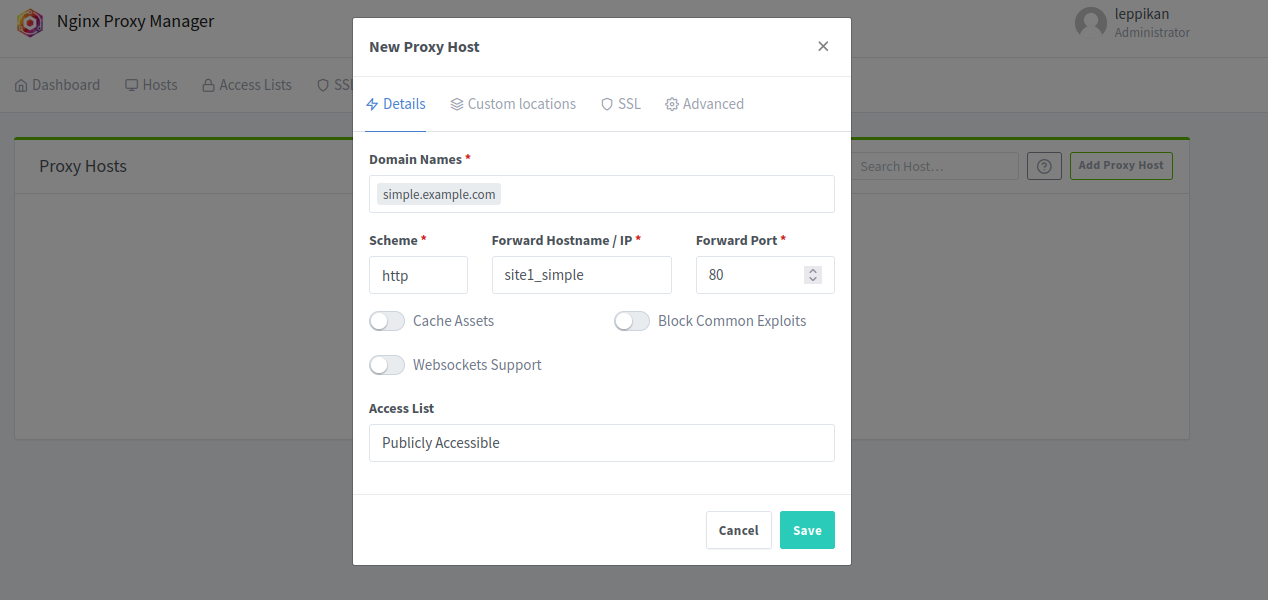 Nginx Proxy Manager
leppikan
Administrator
Dashboard
Hosts
Access Lists
SSL
Proxy Hosts
Search Host…
Add Proxy Host
New Proxy Host
Details
Custom locations
SSL
Advanced
Domain Names *
simple.example.com
Scheme * Forward Hostname / IP * Forward Port *
http site1_simple 80
Cache Assets Block Common Exploits
Websockets Support
Access List
Publicly Accessible
Cancel Save